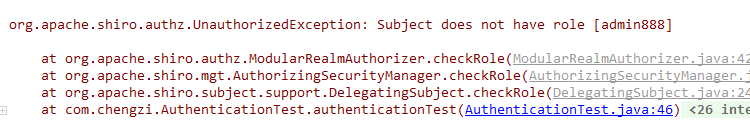 org.apache.shiro.authz.UnauthorizedException: Subject does not have role [admin888]
at org.apache.shiro.authz.ModularRealmAuthorizer.checkRole(ModularRealmAuthorizer.java:42
at org.apache.shiro.mgt.AuthorizingSecurityManager.checkRole(AuthorizingSecurityManager.j
at org.apache.shiro.subject.support.DelegatingSubject.checkRole(DelegatingSubject.java:24
at com.chengzi.AuthenticationTest.authenticationTest(AuthenticationTest.java:46) <26 inte